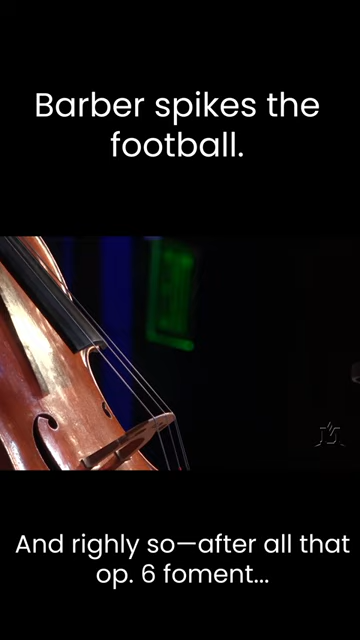 Barber spikes the
football.
And righly so—after all that
op. 6 foment...